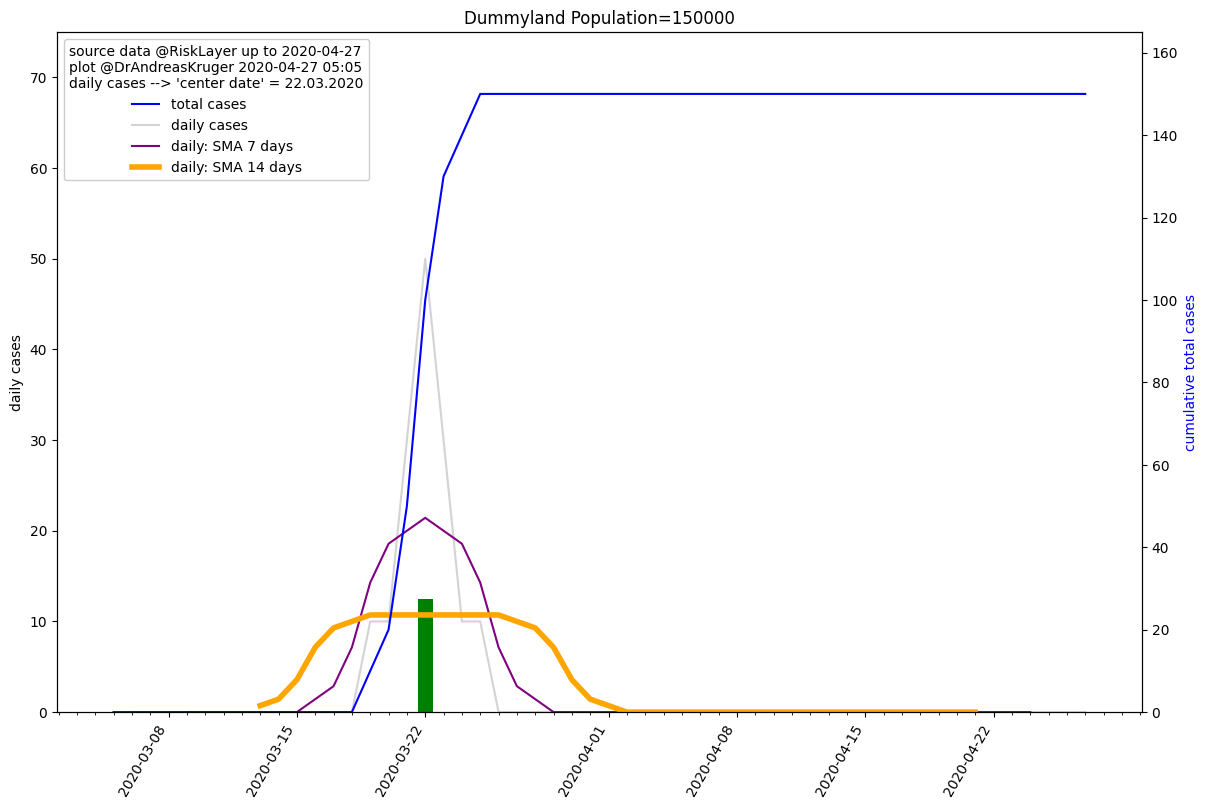 Dummyland Population=150000
source data @RiskLayer up to 2020-04-27
plot @DrAndreasKruger 2020-04-27 05:05
daily cases --> 'center date' = 22.03.2020
total cases
daily cases
daily: SMA 7 days
daily: SMA 14 days
70
60
50
40
30
20
10
0
daily cases
160
140
120
100
80
60
40
20
0
cumulative total cases
2020-03-08
2020-03-15
2020-03-22
2020-04-01
2020-04-08
2020-04-15
2020-04-22